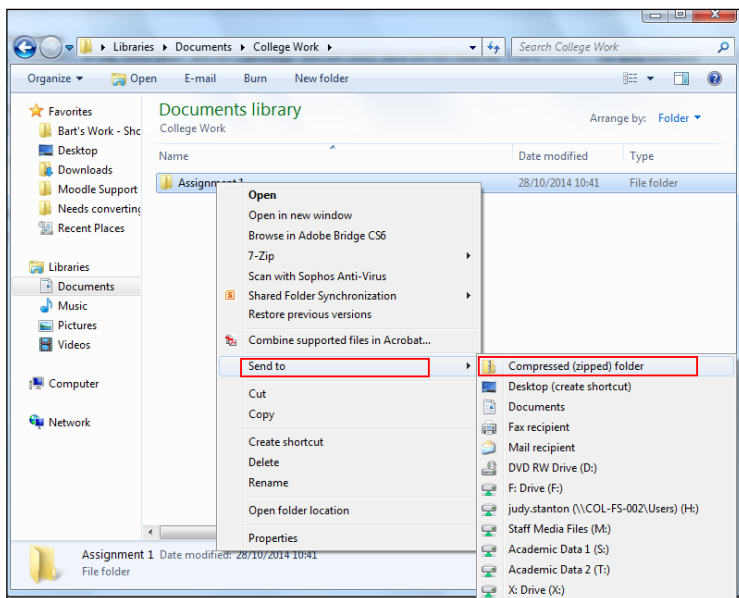 Libraries ▸ Documents ▸ College Work ▸
Search College Work
Organize ▾ Open E-mail Burn New folder
Favorites
Bart's Work - Sho
Desktop
Downloads
Moodle Support
Needs converting
Recent Places
Libraries
Documents
Music
Pictures
Videos
Computer
Network
Documents library
College Work
Arrange by: Folder ▾
Name Date modified Type
Assignment 1 28/10/2014 10:41 File folder
Open
Open in new window
Browse in Adobe Bridge CS6
7-Zip
Scan with Sophos Anti-Virus
Shared Folder Synchronization
Restore previous versions
Combine supported files in Acrobat...
Send to
Cut
Copy
Create shortcut
Delete
Rename
Open folder location
Properties
Compressed (zipped) folder
Desktop (create shortcut)
Documents
Fax recipient
Mail recipient
DVD RW Drive (D:)
F: Drive (F:)
judy.stanton (\\COL-FS-002\Users) (H:)
Staff Media Files (M:)
Academic Data 1 (S:)
Academic Data 2 (T:)
X: Drive (X:)
Assignment 1 Date modified: 28/10/2014 10:41
File folder